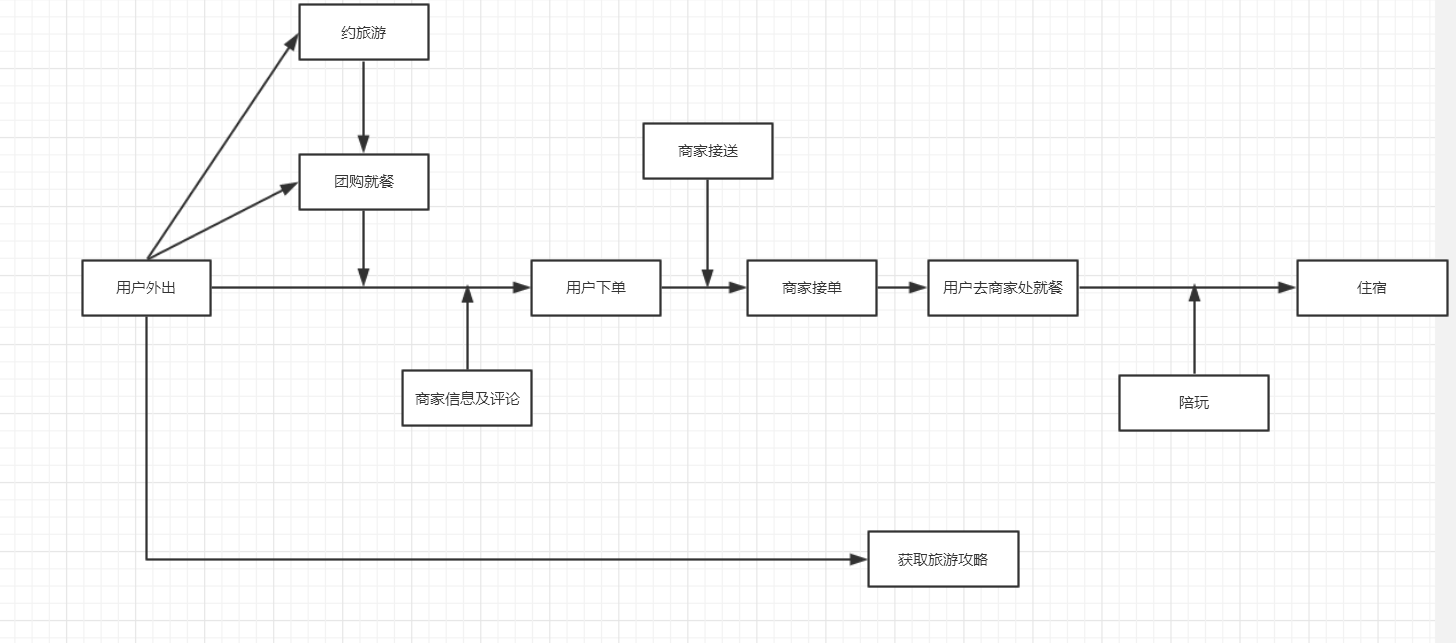 约旅游
团购就餐
商家接送
用户外出
用户下单
商家接单
用户去商家处就餐
住宿
商家信息及评论
陪玩
获取旅游攻略